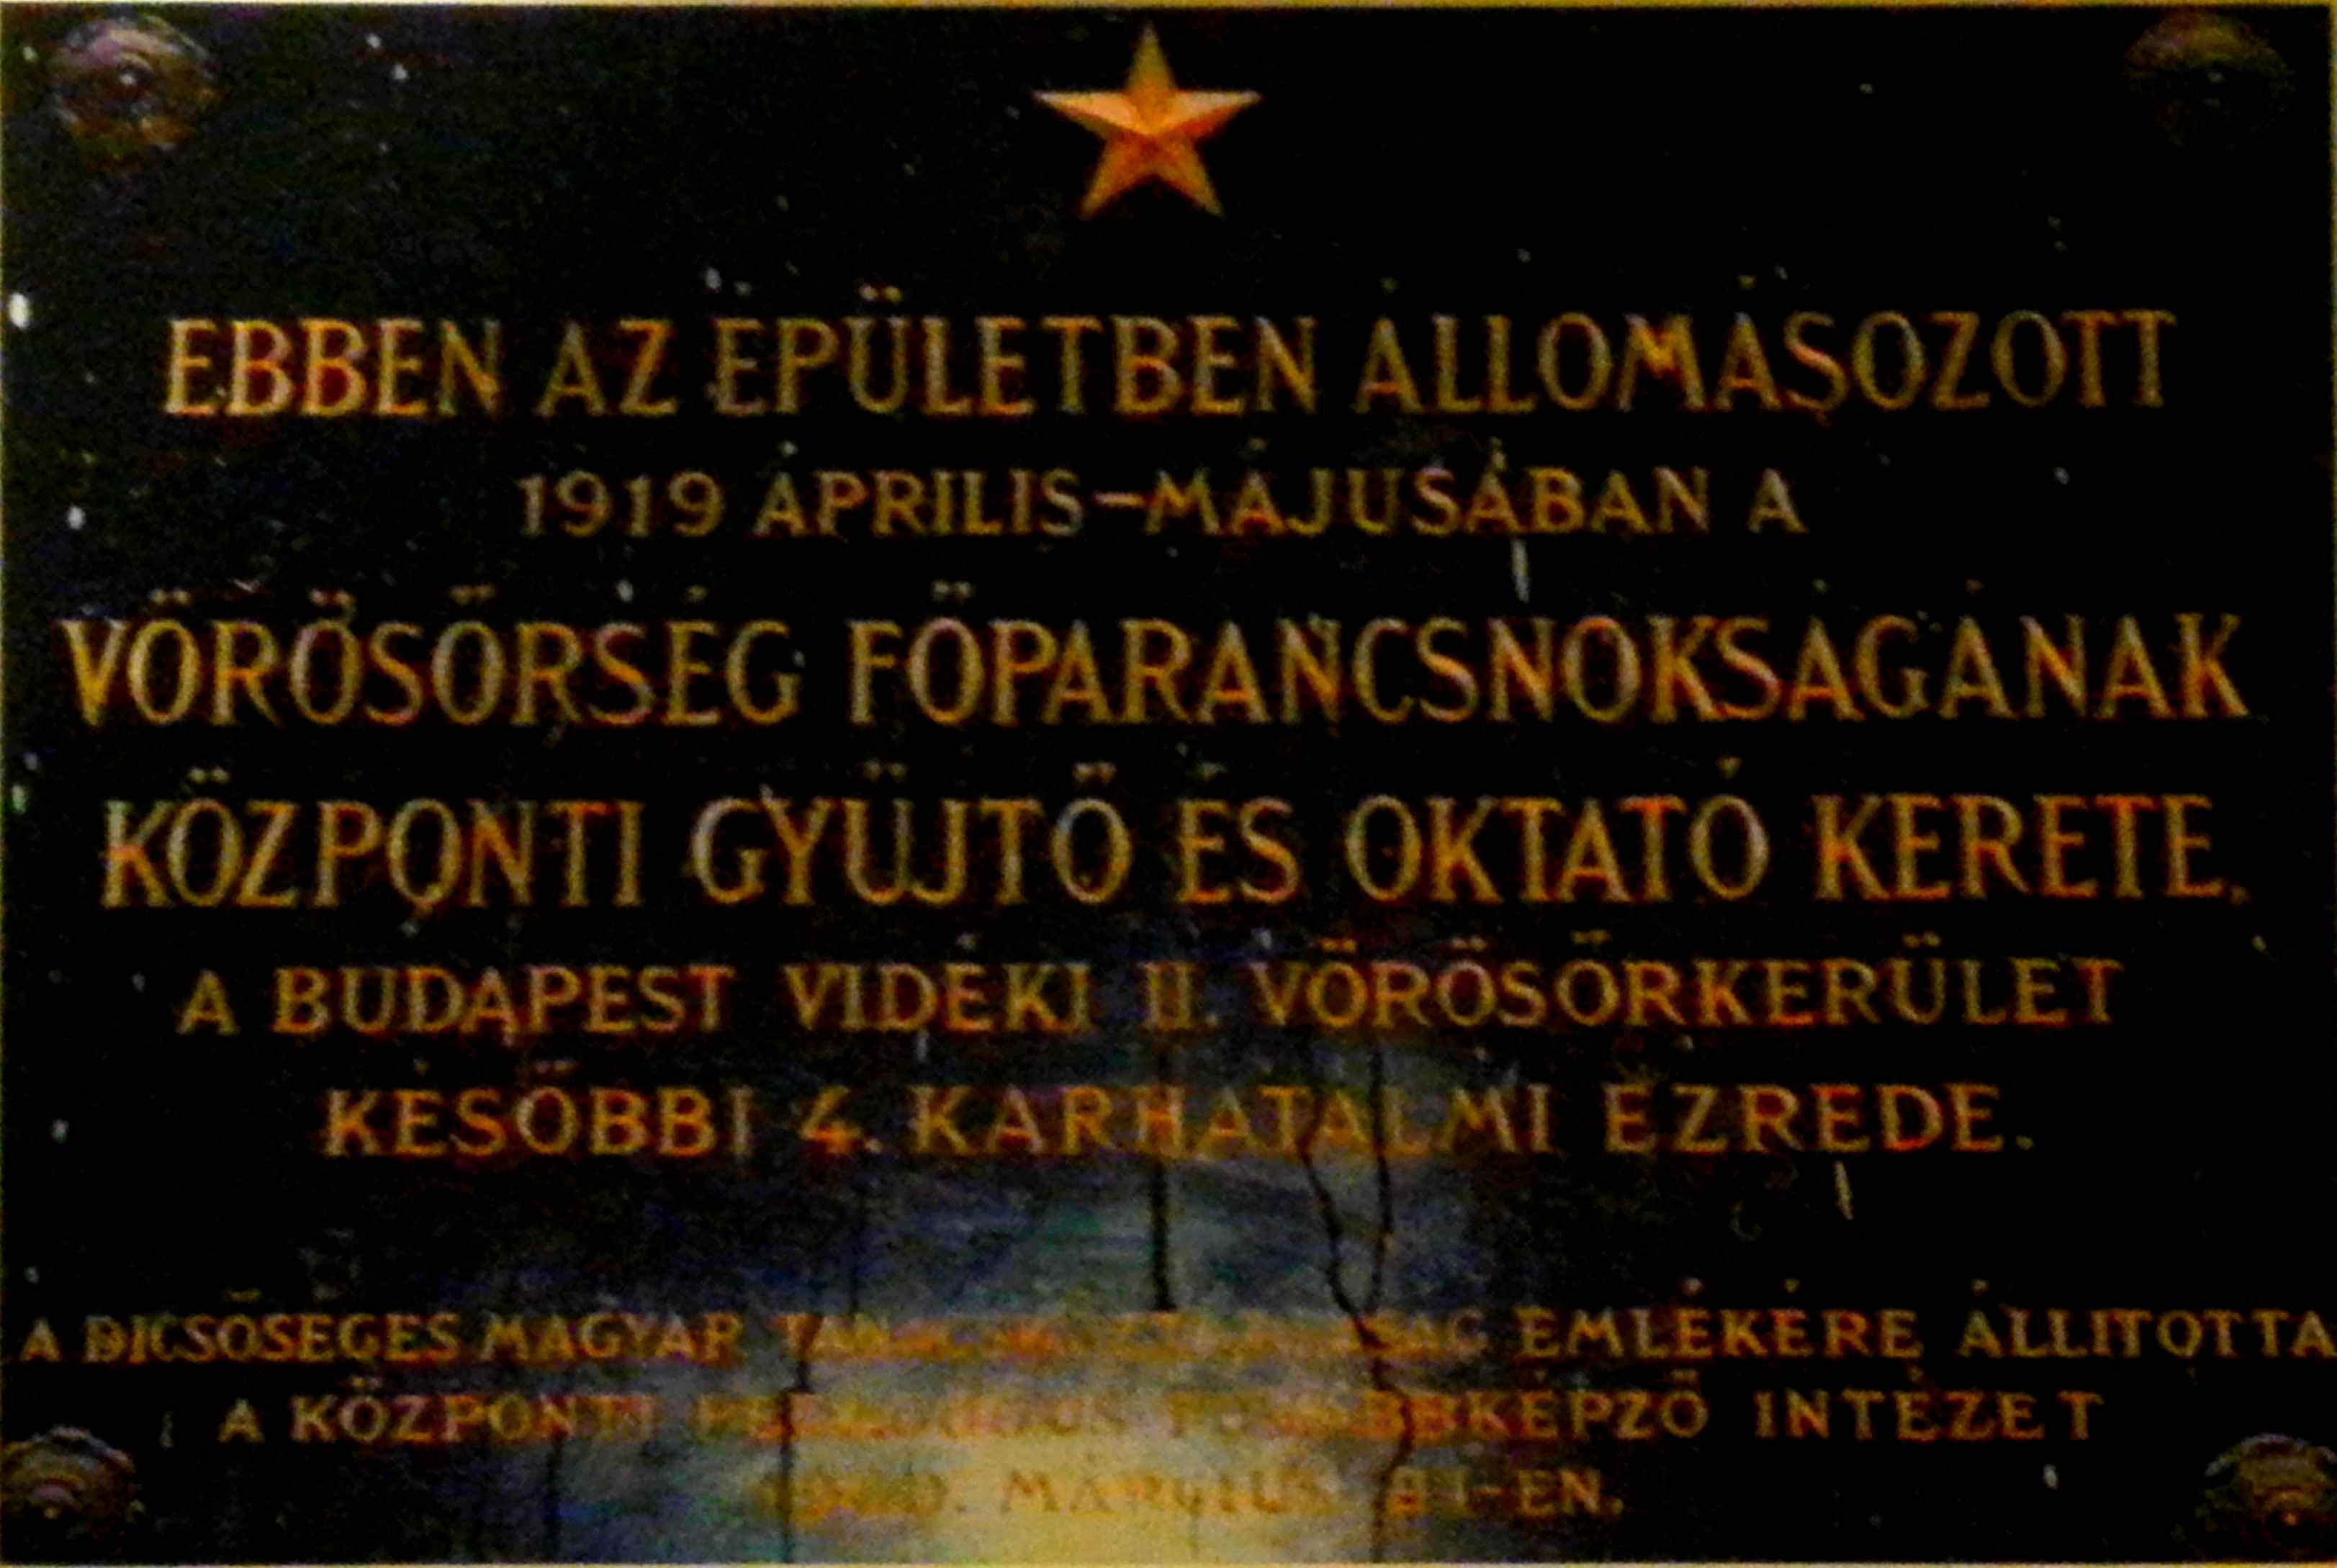 EBBEN AZ ÉPÜLETBEN ÁLLOMÁSOZOTT
1919 ÁPRILIS–MÁJUSÁBAN A
VÖRÖSŐRSÉG FŐPARANCSNOKSÁGÁNAK
KÖZPONTI GYŰJTŐ ÉS OKTATÓ KERETE,
A BUDAPEST VIDÉKI II. VÖRÖSŐRKERÜLET
KÉSŐBBI 4. KARHATALMI EZREDE.
A DICSŐSÉGES MAGYAR EMLÉKÉRE ÁLLITOTTA
A KÖZPONTI INTÉZET
MÁRCIUS